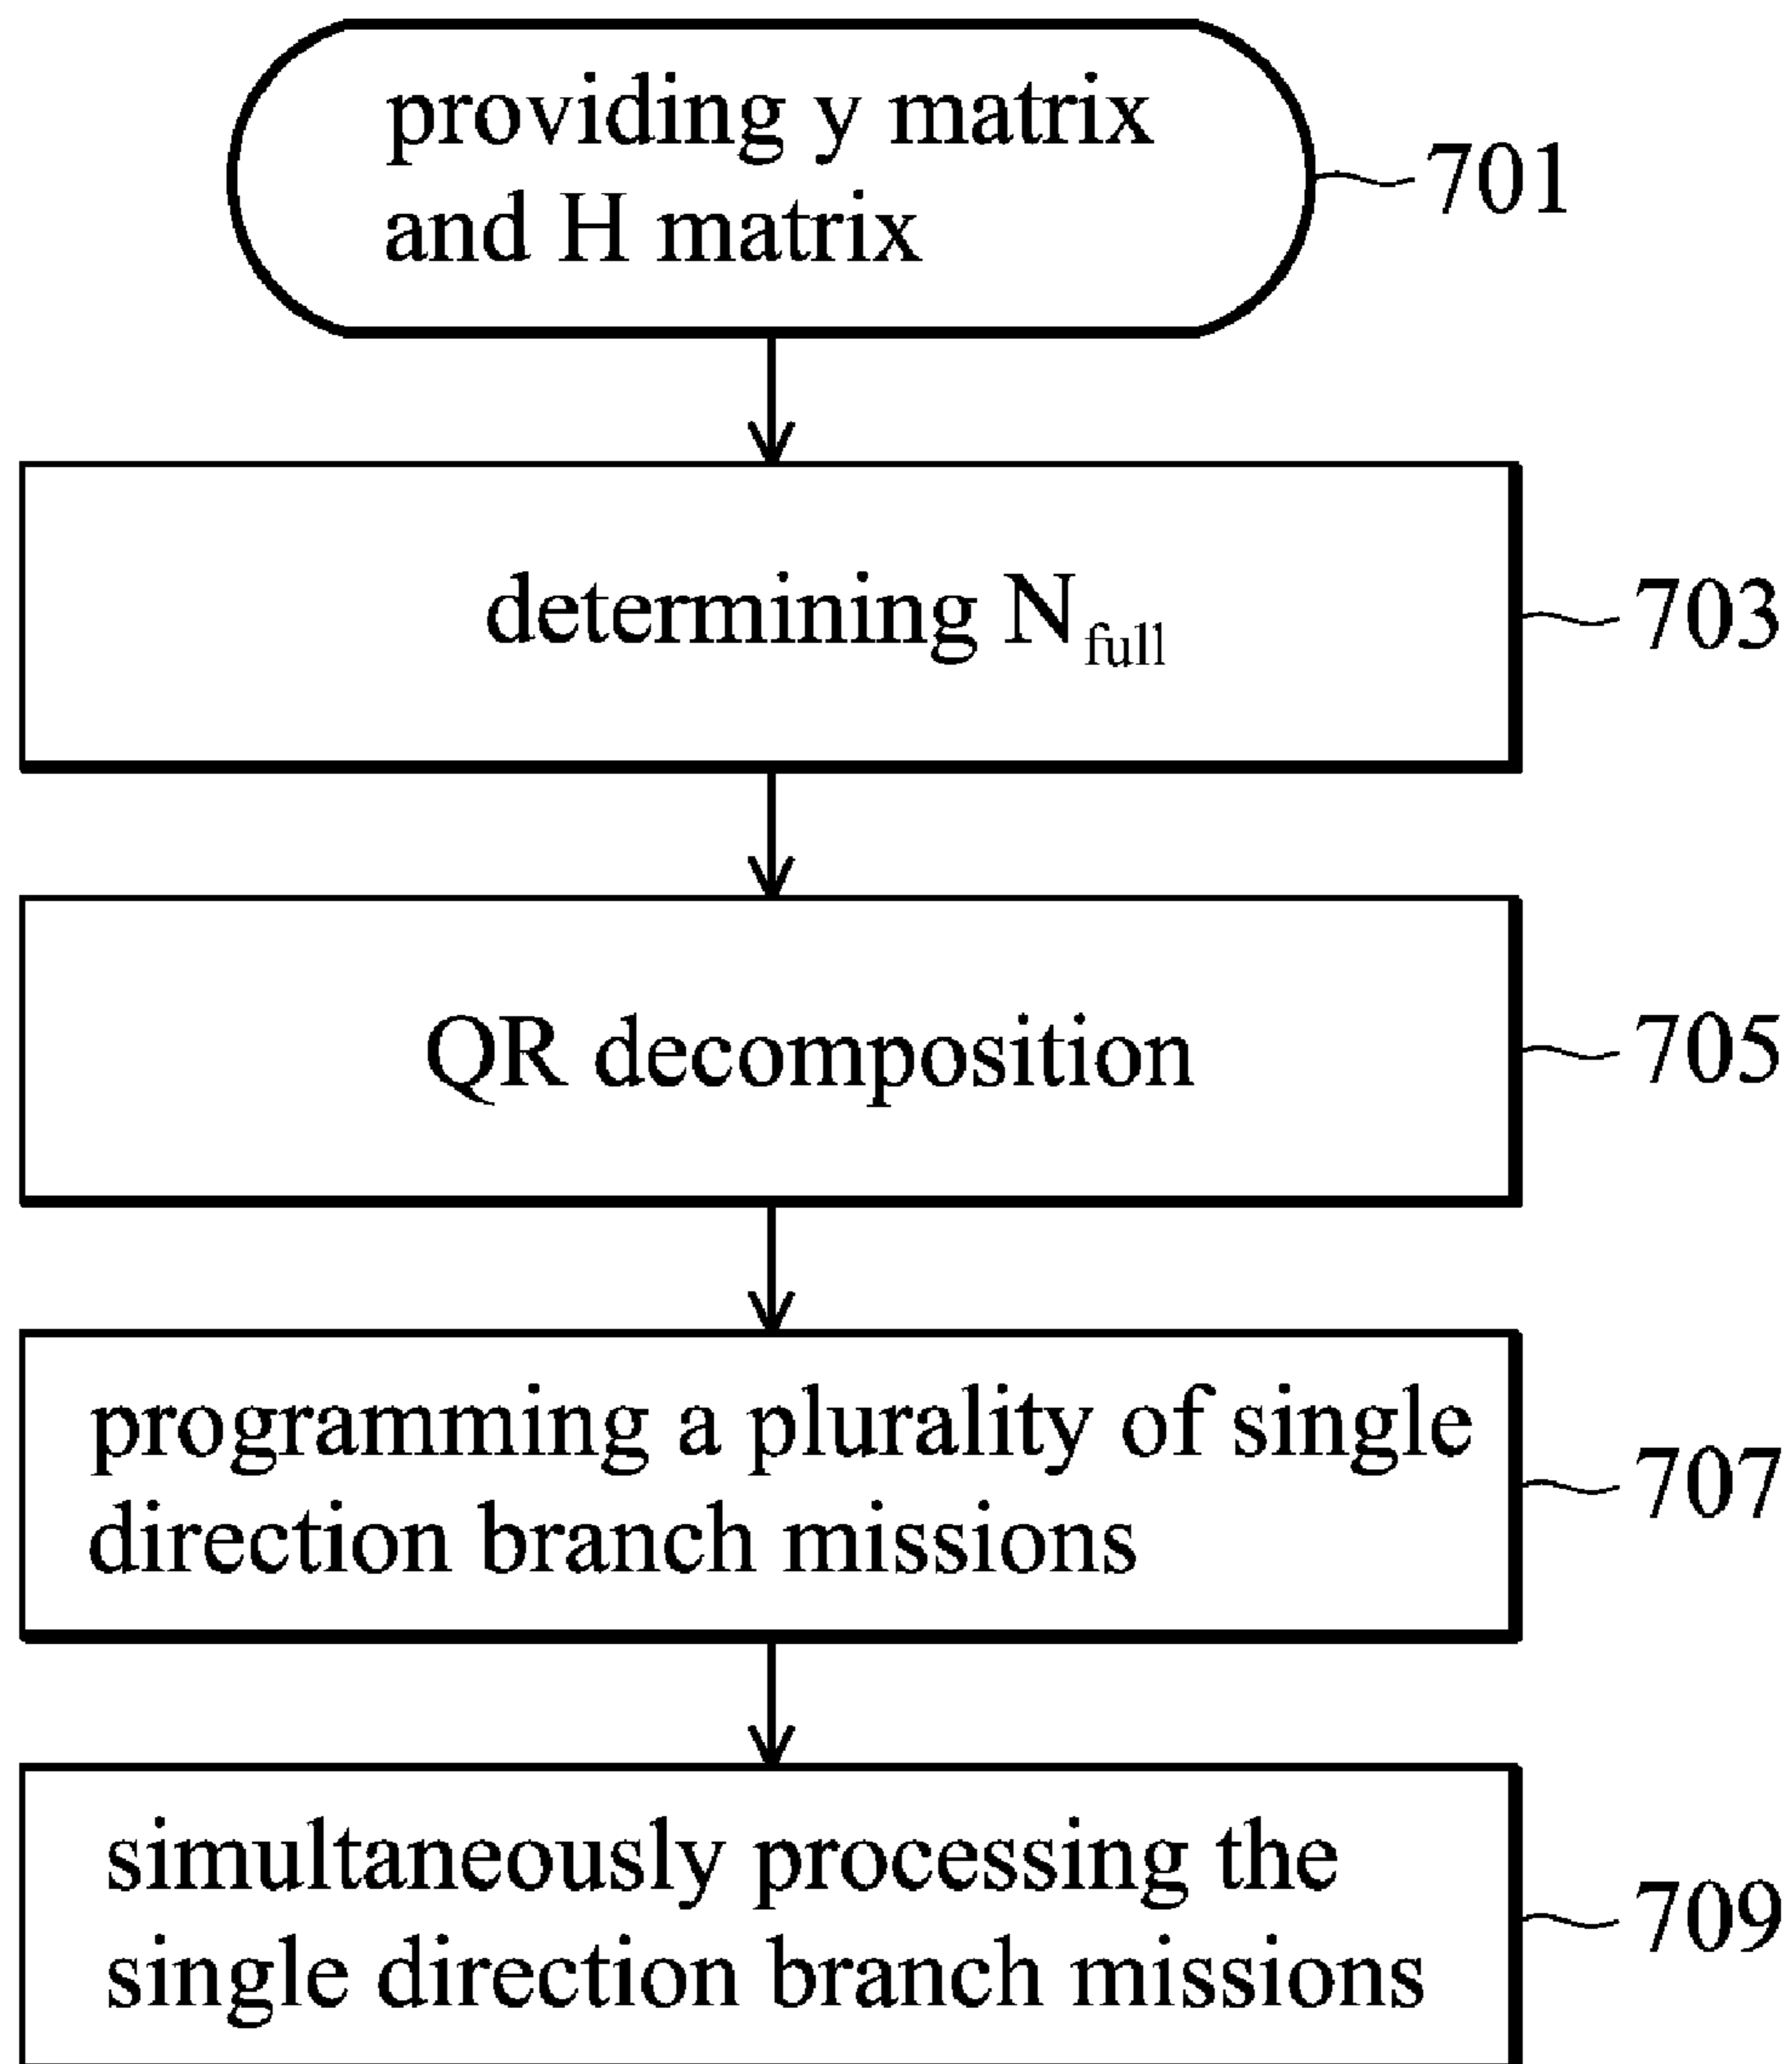 providing y matrix
and H matrix
701
determining N_full
703
QR decomposition
705
programming a plurality of single
direction branch missions
707
simultaneously processing the
single direction branch missions
709